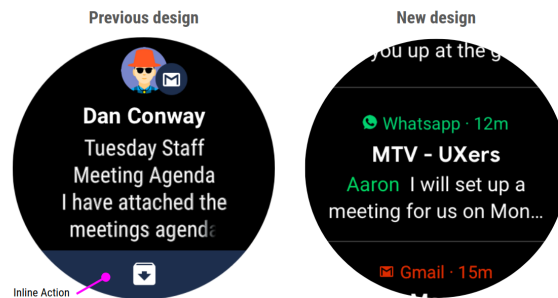 Previous design
New design
Dan Conway
Tuesday Staff
Meeting Agenda
I have attached the
meetings agenda
Inline Action
you up at the g
Whatsapp · 12m
MTV - UXers
Aaron I will set up a
meeting for us on Mon...
Gmail · 15m